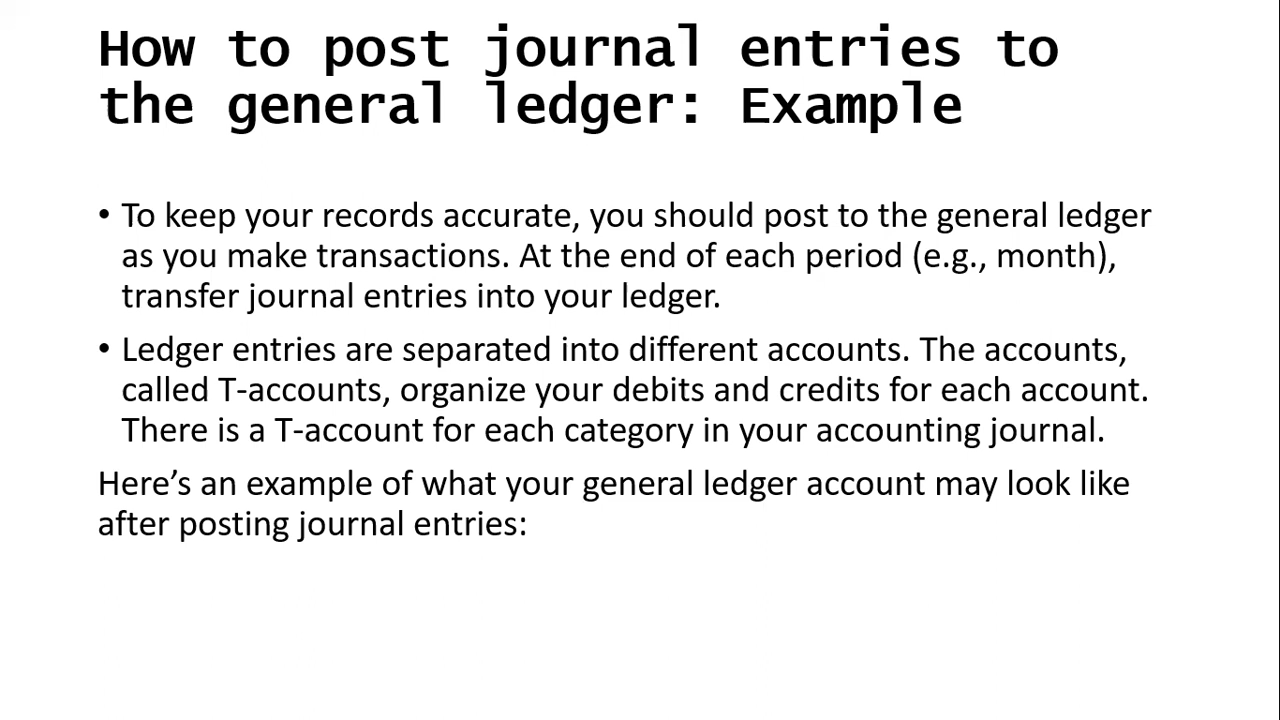 How to post journal entries to
the general ledger: Example
• To keep your records accurate, you should post to the general ledger
as you make transactions. At the end of each period (e.g., month),
transfer journal entries into your ledger.
• Ledger entries are separated into different accounts. The accounts,
called T-accounts, organize your debits and credits for each account.
There is a T-account for each category in your accounting journal.
Here’s an example of what your general ledger account may look like
after posting journal entries: